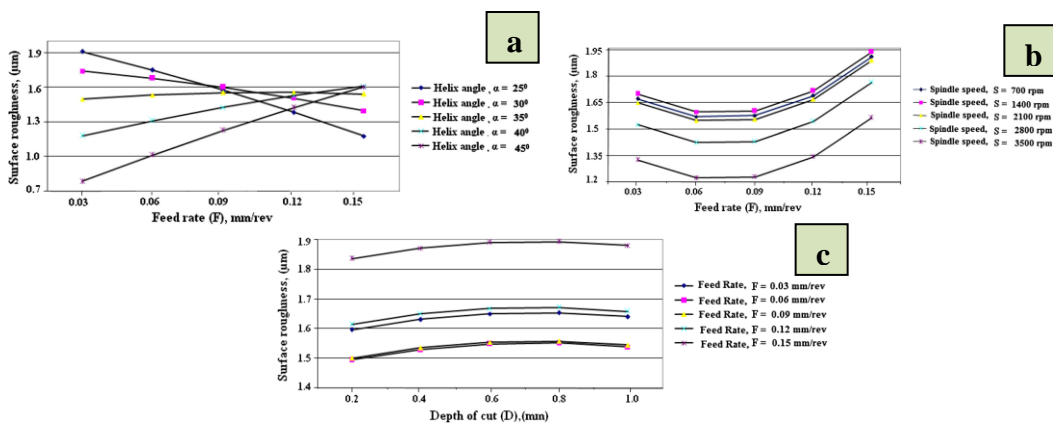 a
Surface roughness, (μm)
1.9
1.6
1.3
1.0
0.7
0.03 0.06 0.09 0.12 0.15
Feed rate (F), mm/rev
Helix angle , α = 25⁰
Helix angle , α = 30⁰
Helix angle , α = 35⁰
Helix angle , α = 40⁰
Helix angle , α = 45⁰
b
Surface roughness, (μm)
1.95
1.85
1.75
1.65
1.55
1.45
1.35
1.2
0.03 0.06 0.09 0.12 0.15
Feed rate (F), mm/rev
Spindle speed, S = 700 rpm
Spindle speed, S = 1400 rpm
Spindle speed, S = 2100 rpm
Spindle speed, S = 2800 rpm
Spindle speed, S = 3500 rpm
c
Surface roughness, (μm)
1.9
1.8
1.7
1.6
1.5
1.4
0.2 0.4 0.6 0.8 1.0
Depth of cut (D),(mm)
Feed Rate, F = 0.03 mm/rev
Feed Rate, F = 0.06 mm/rev
Feed Rate, F = 0.09 mm/rev
Feed Rate, F = 0.12 mm/rev
Feed Rate, F = 0.15 mm/rev